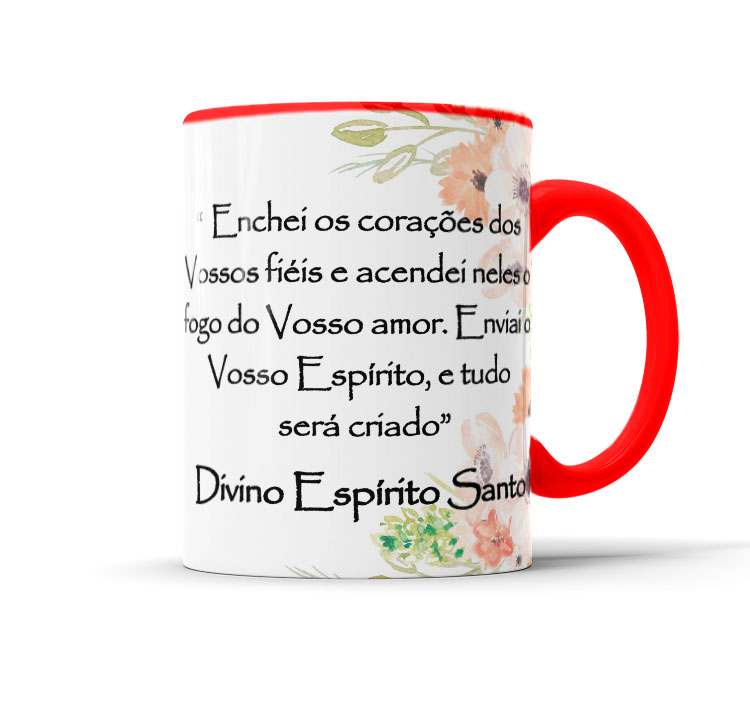 “ Enchei os corações dos
Vossos fiéis e acendei neles o
fogo do Vosso amor. Enviai o
Vosso Espírito, e tudo
será criado”
Divino Espírito Santo